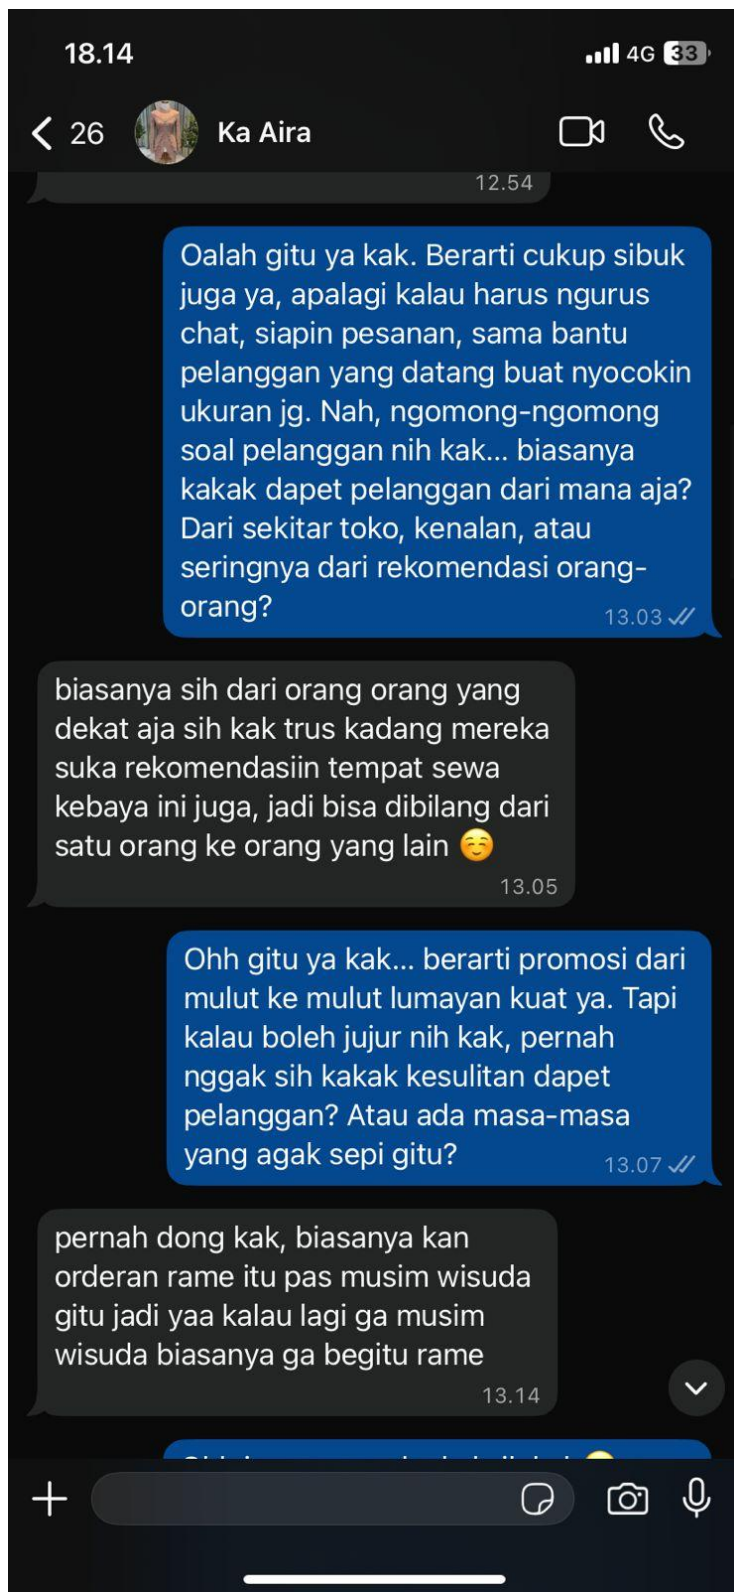 18.14
4G 33
26 Ka Aira
12.54
Oalah gitu ya kak. Berarti cukup sibuk
juga ya, apalagi kalau harus ngurus
chat, siapin pesanan, sama bantu
pelanggan yang datang buat nyocokin
ukuran jg. Nah, ngomong-ngomong
soal pelanggan nih kak... biasanya
kakak dapet pelanggan dari mana aja?
Dari sekitar toko, kenalan, atau
seringnya dari rekomendasi orang-
orang?
13.03
biasanya sih dari orang orang yang
dekat aja sih kak trus kadang mereka
suka rekomendasiin tempat sewa
kebaya ini juga, jadi bisa dibilang dari
satu orang ke orang yang lain ☺️
13.05
Ohh gitu ya kak... berarti promosi dari
mulut ke mulut lumayan kuat ya. Tapi
kalau boleh jujur nih kak, pernah
nggak sih kakak kesulitan dapet
pelanggan? Atau ada masa-masa
yang agak sepi gitu?
13.07
pernah dong kak, biasanya kan
orderan rame itu pas musim wisuda
gitu jadi yaa kalau lagi ga musim
wisuda biasanya ga begitu rame
13.14